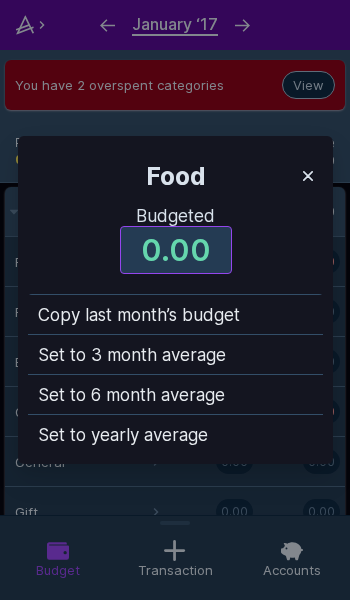 January ‘17
You have 2 overspent categories
View
Food
Budgeted
0.00
Copy last month’s budget
Set to 3 month average
Set to 6 month average
Set to yearly average
General
0.00
0.00
Gift
0.00
0.00
Budget
Transaction
Accounts